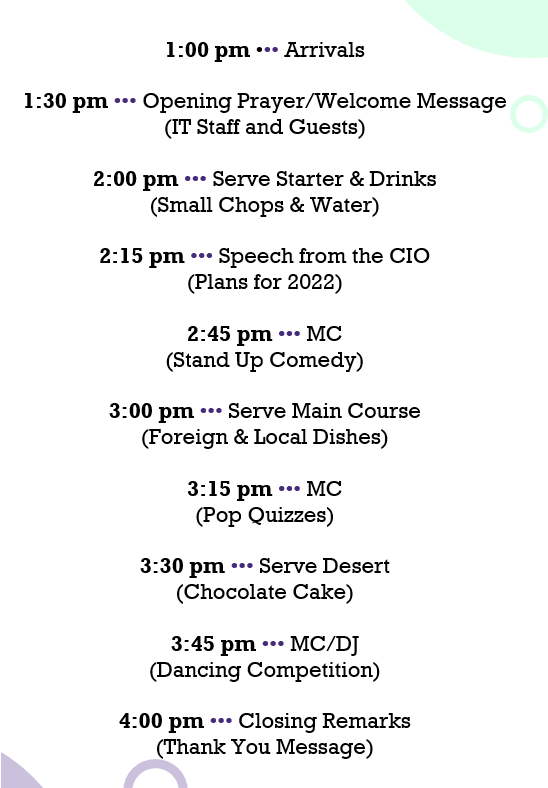 1:00 pm ••• Arrivals
1:30 pm ••• Opening Prayer/Welcome Message
(IT Staff and Guests)
2:00 pm ••• Serve Starter & Drinks
(Small Chops & Water)
2:15 pm ••• Speech from the CIO
(Plans for 2022)
2:45 pm ••• MC
(Stand Up Comedy)
3:00 pm ••• Serve Main Course
(Foreign & Local Dishes)
3:15 pm ••• MC
(Pop Quizzes)
3:30 pm ••• Serve Desert
(Chocolate Cake)
3:45 pm ••• MC/DJ
(Dancing Competition)
4:00 pm ••• Closing Remarks
(Thank You Message)